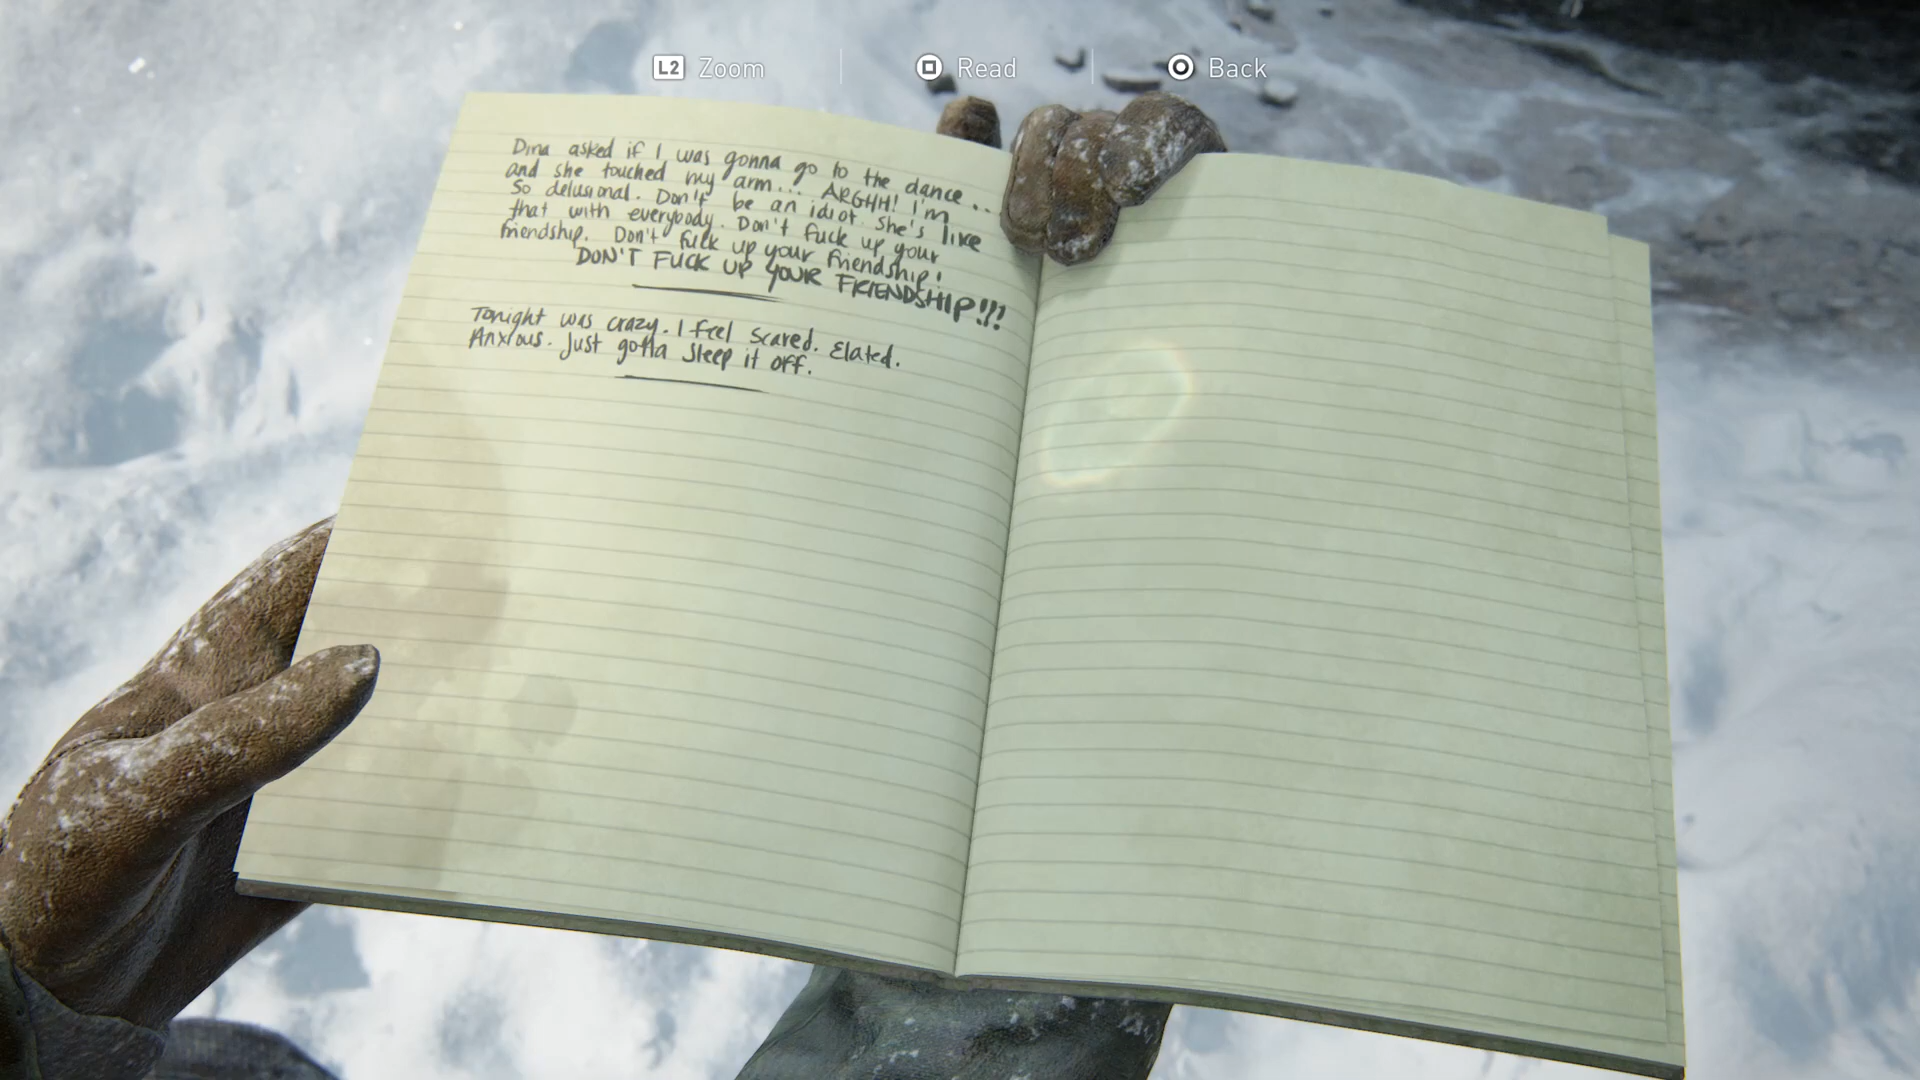 L2 Zoom
Read
Back
Dina asked if I was gonna go to the dance...
and she touched my arm... ARGHH! I'm
so delusional. Don't be an idiot. She's like
that with everybody. Don't fuck up your
friendship. Don't fuck up your friendship!
DON'T FUCK UP YOUR FRIENDSHIP!!!
Tonight was crazy. I feel scared. Elated.
Anxious. Just gotta sleep it off.